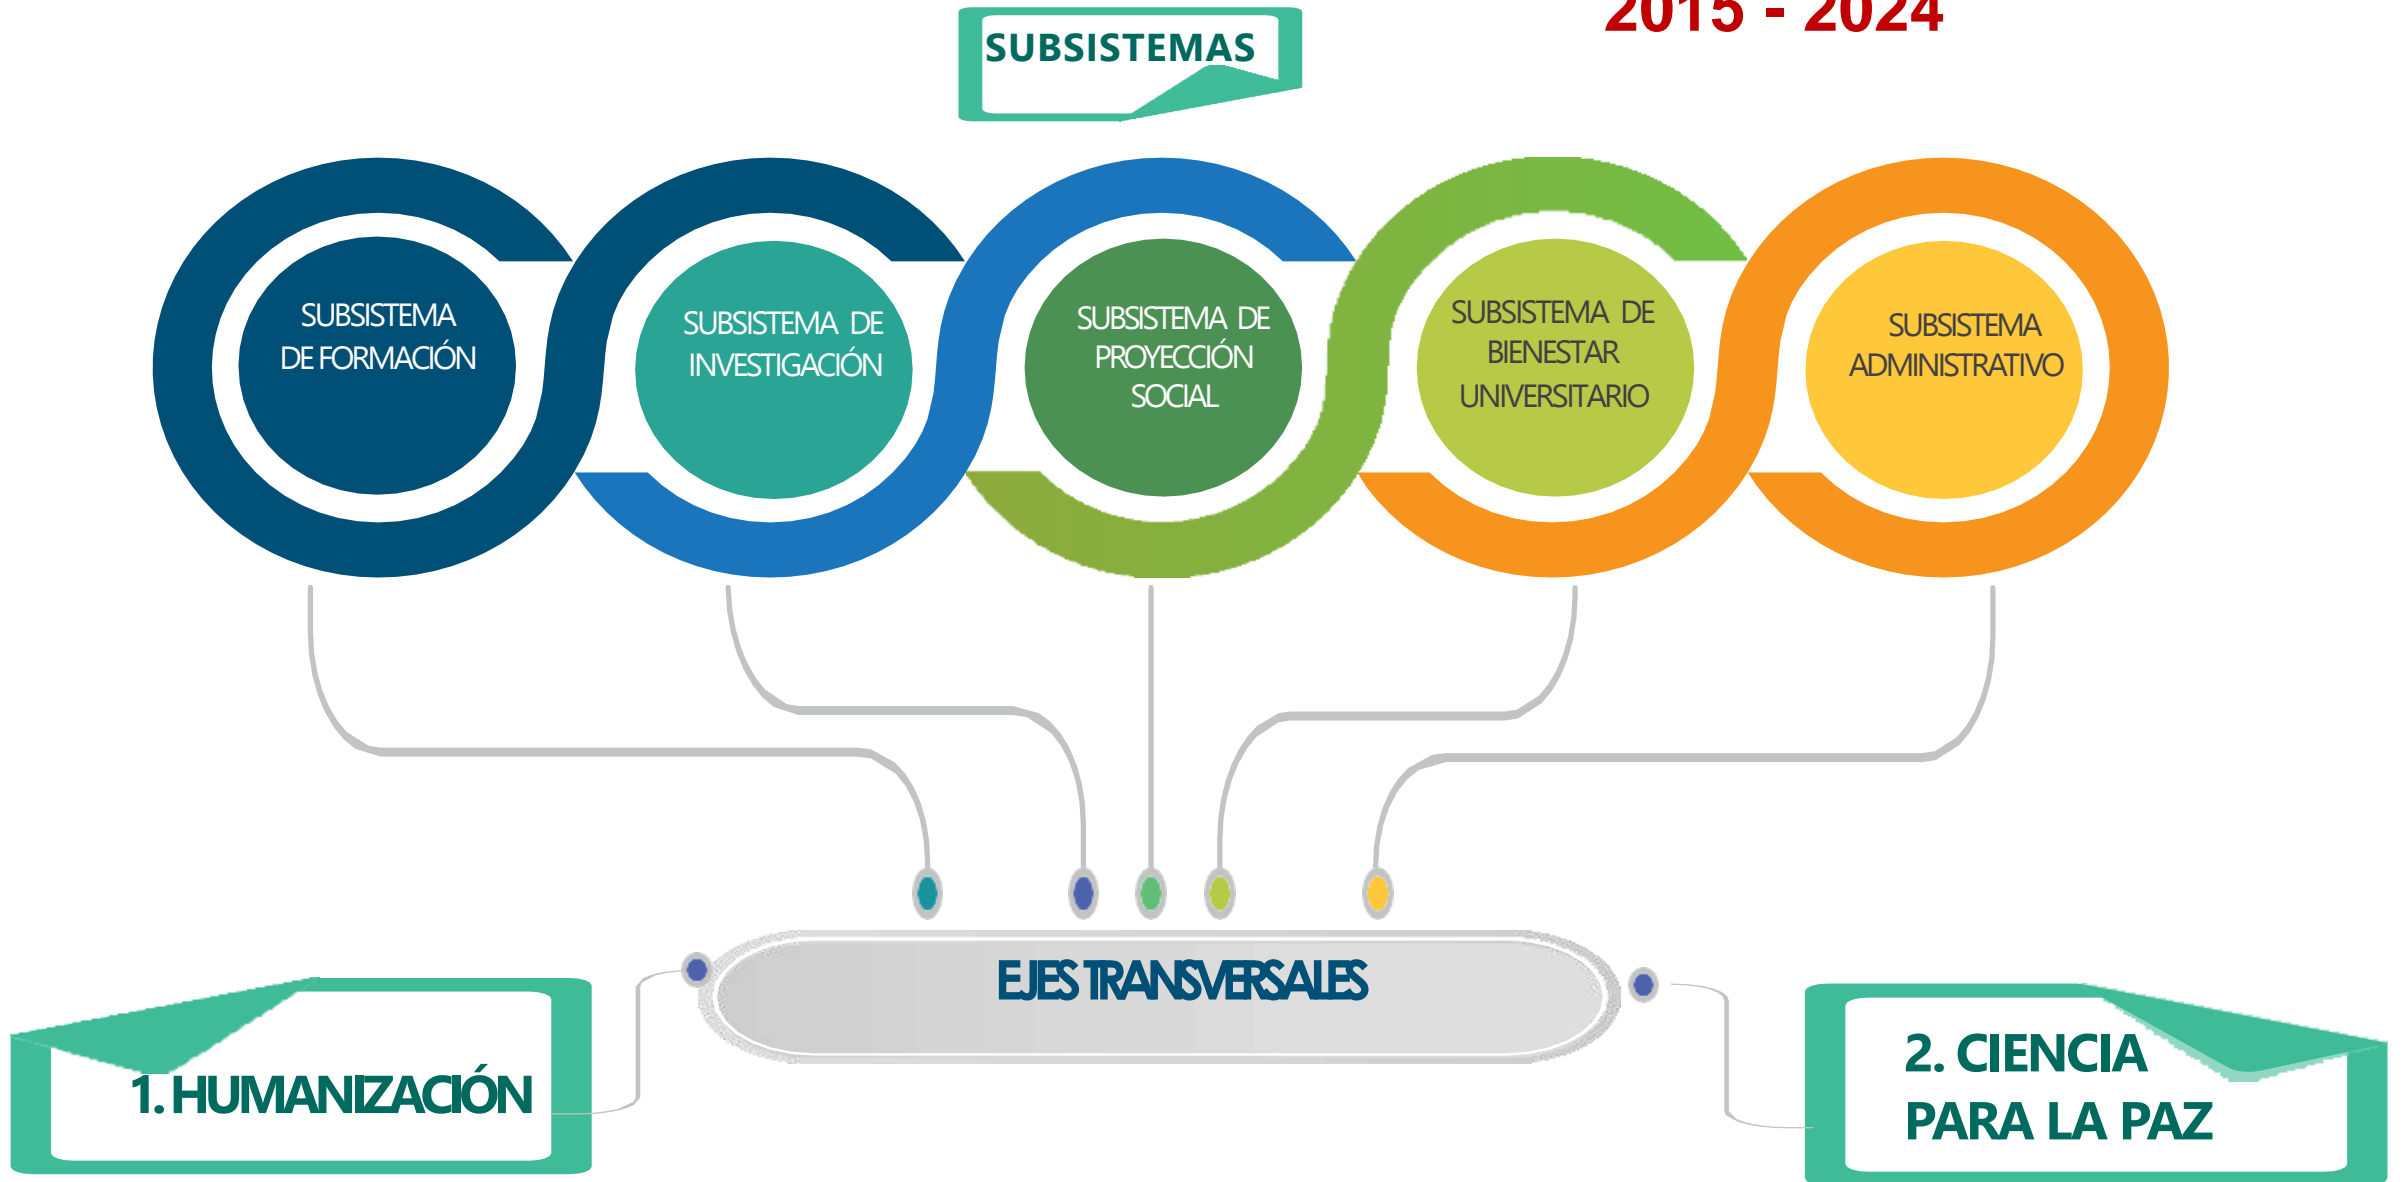 2015 - 2024
SUBSISTEMAS
SUBSISTEMA
DE FORMACIÓN
SUBSISTEMA DE
INVESTIGACIÓN
SUBSISTEMA DE
PROYECCIÓN
SOCIAL
SUBSISTEMA DE
BIENESTAR
UNIVERSITARIO
SUBSISTEMA
ADMINISTRATIVO
EJES TRANSVERSALES
1. HUMANIZACIÓN
2. CIENCIA
PARA LA PAZ